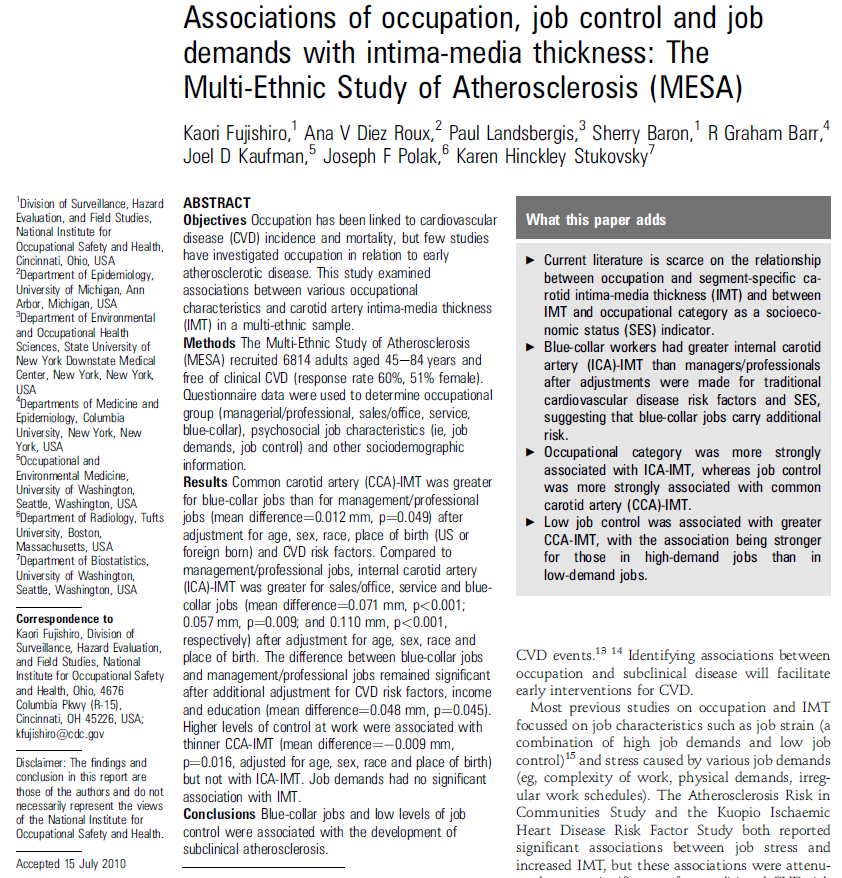 Associations of occupation, job control and job
demands with intima-media thickness: The
Multi-Ethnic Study of Atherosclerosis (MESA)
Kaori Fujishiro,1 Ana V Diez Roux,2 Paul Landsbergis,3 Sherry Baron,1 R Graham Barr,4
Joel D Kaufman,5 Joseph F Polak,6 Karen Hinckley Stukovsky7
1Division of Surveillance, Hazard
Evaluation, and Field Studies,
National Institute for
Occupational Safety and Health,
Cincinnati, Ohio, USA
2Department of Epidemiology,
University of Michigan, Ann
Arbor, Michigan, USA
3Department of Environmental
and Occupational Health
Sciences, State University of
New York Downstate Medical
Center, New York, New York,
USA
4Departments of Medicine and
Epidemiology, Columbia
University, New York, New
York, USA
5Occupational and
Environmental Medicine,
University of Washington,
Seattle, Washington, USA
6Department of Radiology, Tufts
University, Boston,
Massachusetts, USA
7Department of Biostatistics,
University of Washington,
Seattle, Washington, USA
Correspondence to
Kaori Fujishiro, Division of
Surveillance, Hazard Evaluation,
and Field Studies, National
Institute for Occupational Safety
and Health, Ohio, 4676
Columbia Pkwy (R-15),
Cincinnati, OH 45226, USA;
kfujishiro@cdc.gov
Disclaimer: The findings and
conclusion in this report are
those of the authors and do not
necessarily represent the views
of the National Institute for
Occupational Safety and Health.
Accepted 15 July 2010
ABSTRACT
Objectives Occupation has been linked to cardiovascular
disease (CVD) incidence and mortality, but few studies
have investigated occupation in relation to early
atherosclerotic disease. This study examined
associations between various occupational
characteristics and carotid artery intima-media thickness
(IMT) in a multi-ethnic sample.
Methods The Multi-Ethnic Study of Atherosclerosis
(MESA) recruited 6814 adults aged 45–84 years and
free of clinical CVD (response rate 60%, 51% female).
Questionnaire data were used to determine occupational
group (managerial/professional, sales/office, service,
blue-collar), psychosocial job characteristics (ie, job
demands, job control) and other sociodemographic
information.
Results Common carotid artery (CCA)-IMT was greater
for blue-collar jobs than for management/professional
jobs (mean difference=0.012 mm, p=0.049) after
adjustment for age, sex, race, place of birth (US or
foreign born) and CVD risk factors. Compared to
management/professional jobs, internal carotid artery
(ICA)-IMT was greater for sales/office, service and blue-
collar jobs (mean difference=0.071 mm, p<0.001;
0.057 mm, p=0.009; and 0.110 mm, p<0.001,
respectively) after adjustment for age, sex, race and
place of birth. The difference between blue-collar jobs
and management/professional jobs remained significant
after additional adjustment for CVD risk factors, income
and education (mean difference=0.048 mm, p=0.045).
Higher levels of control at work were associated with
thinner CCA-IMT (mean difference=−0.009 mm,
p=0.016, adjusted for age, sex, race and place of birth)
but not with ICA-IMT. Job demands had no significant
association with IMT.
Conclusions Blue-collar jobs and low levels of job
control were associated with the development of
subclinical atherosclerosis.
What this paper adds
▶ Current literature is scarce on the relationship
between occupation and segment-specific ca-
rotid intima-media thickness (IMT) and between
IMT and occupational category as a socioeco-
nomic status (SES) indicator.
▶ Blue-collar workers had greater internal carotid
artery (ICA)-IMT than managers/professionals
after adjustments were made for traditional
cardiovascular disease risk factors and SES,
suggesting that blue-collar jobs carry additional
risk.
▶ Occupational category was more strongly
associated with ICA-IMT, whereas job control
was more strongly associated with common
carotid artery (CCA)-IMT.
▶ Low job control was associated with greater
CCA-IMT, with the association being stronger
for those in high-demand jobs than in
low-demand jobs.
CVD events.13 14 Identifying associations between
occupation and subclinical disease will facilitate
early interventions for CVD.
Most previous studies on occupation and IMT
focussed on job characteristics such as job strain (a
combination of high job demands and low job
control)15 and stress caused by various job demands
(eg, complexity of work, physical demands, irreg-
ular work schedules). The Atherosclerosis Risk in
Communities Study and the Kuopio Ischaemic
Heart Disease Risk Factor Study both reported
significant associations between job stress and
increased IMT, but these associations were attenu-